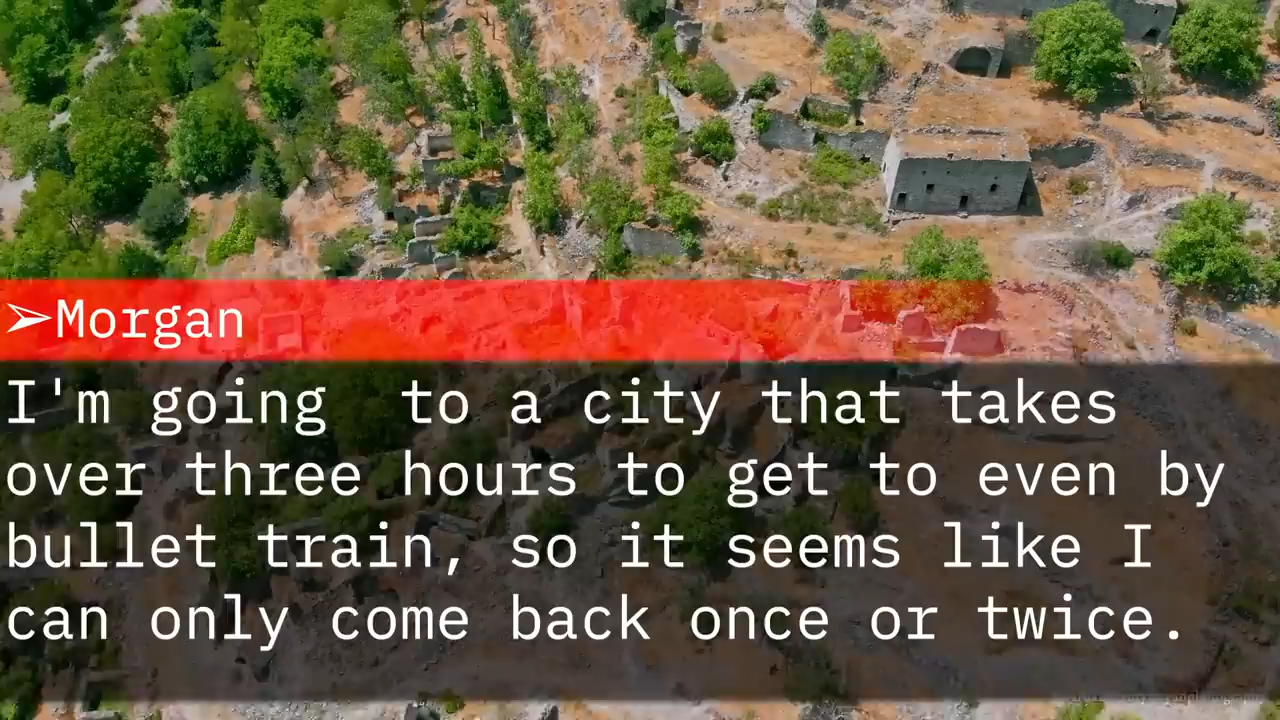 ➢Morgan
I'm going  to a city that takes
over three hours to get to even by
bullet train, so it seems like I
can only come back once or twice.